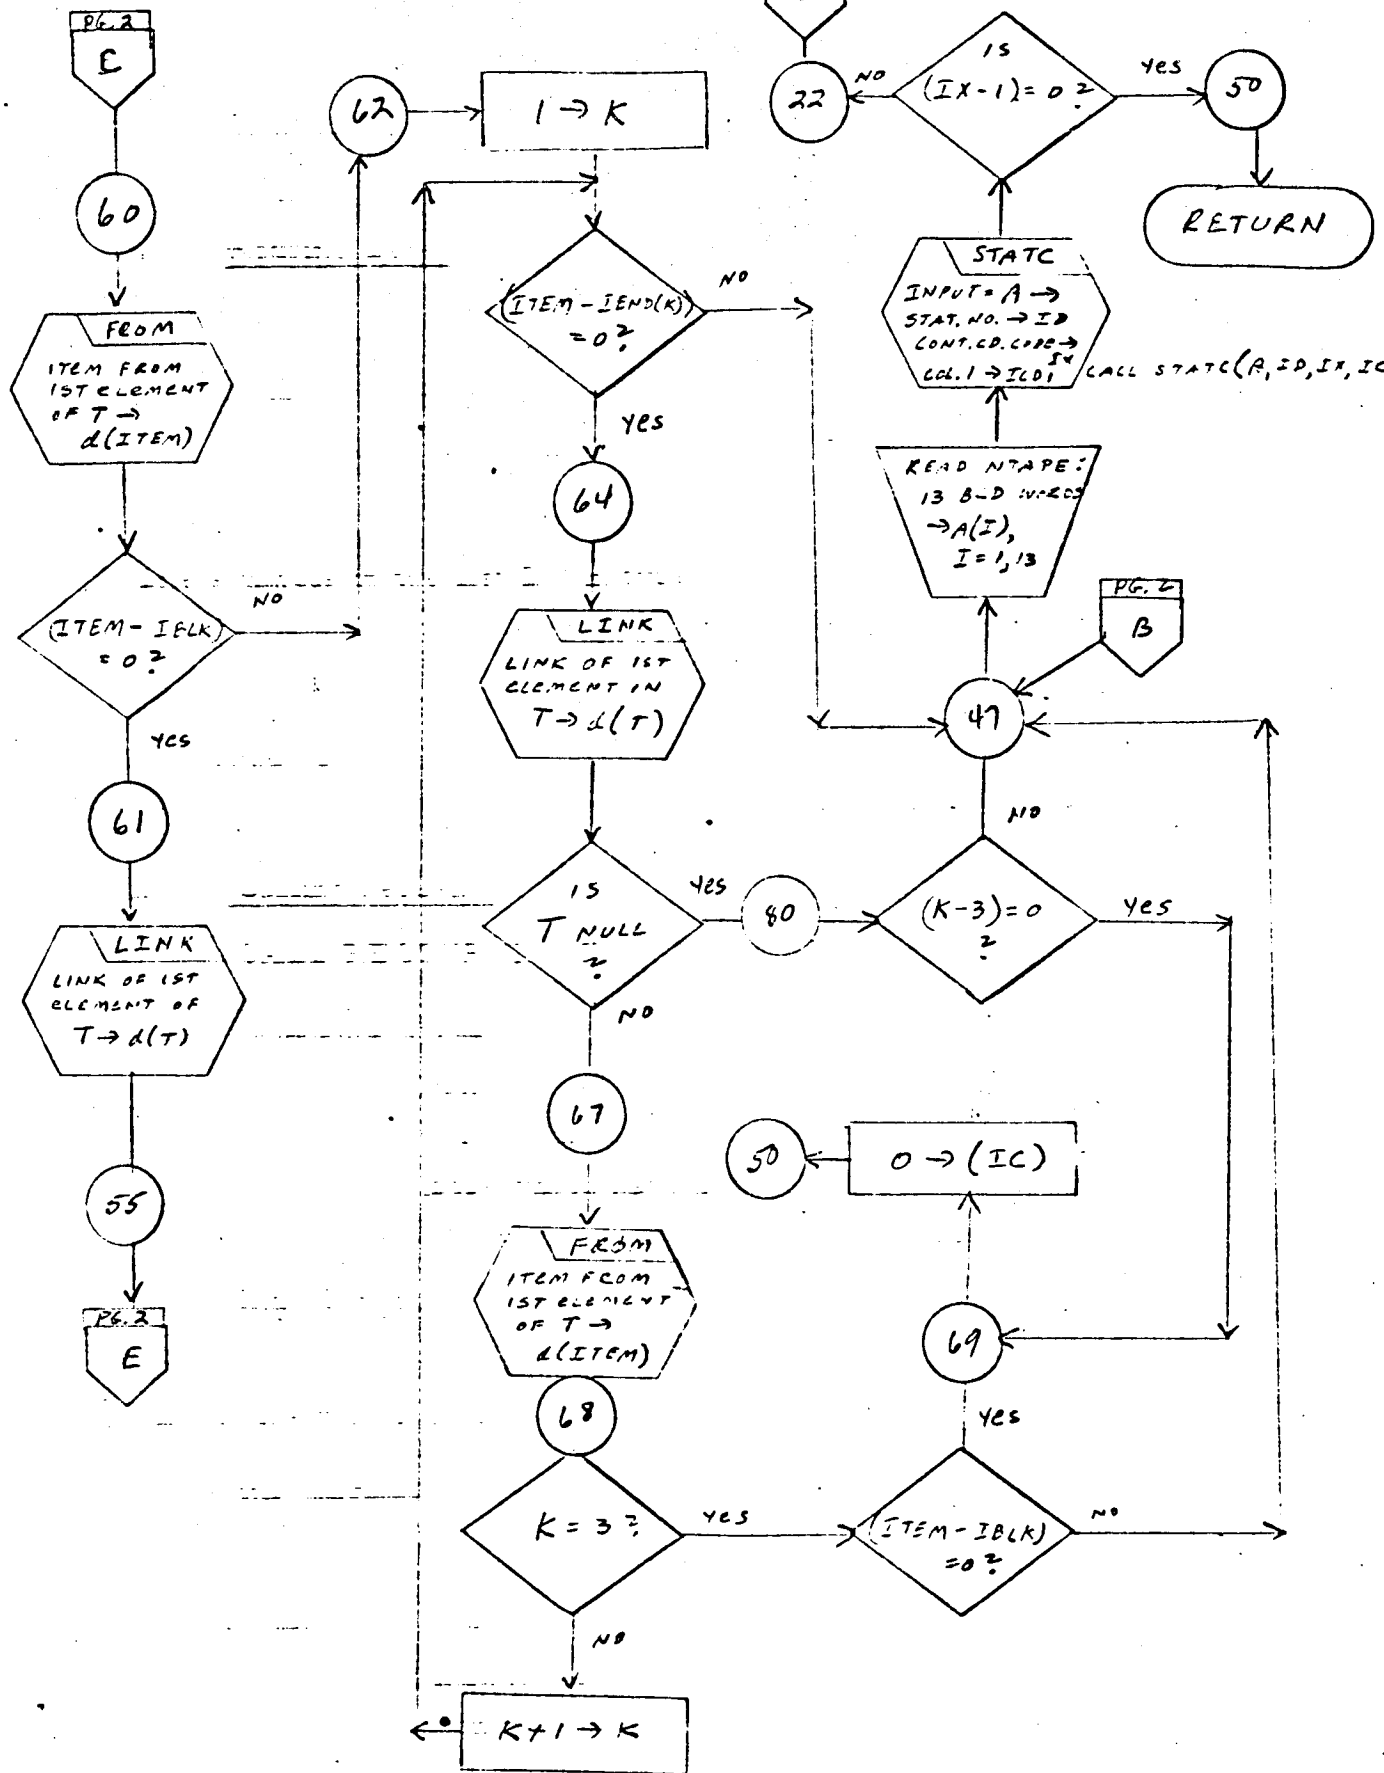 PG. 2
E
60
FROM
ITEM FROM
1ST ELEMENT
OF T →
d(ITEM)
(ITEM - IBLK)
= 0 ?
NO
YES
61
LINK
LINK OF 1ST
ELEMENT OF
T → d(T)
55
PG. 2
E
62
1 → K
(ITEM - IEND(K))
= 0 ?
NO
YES
64
LINK
LINK OF 1ST
ELEMENT IN
T → d(T)
IS
T NULL
?
YES
NO
80
67
FROM
ITEM FROM
1ST ELEMENT
OF T →
d(ITEM)
68
K = 3 ?
YES
NO
K + 1 → K
22
NO
IS
(IX - 1) = 0 ?
YES
50
RETURN
STATC
INPUT = A →
STAT. NO. → ID
CONT. CD. CODE →
IX
COL. 1 → ICD1
CALL STATC(A, ID, IX, IC
READ NTAPE:
13 BCD WORDS
→ A(I),
I = 1, 13
PG. 2
B
47
NO
(K - 3) = 0
?
YES
50
0 → (IC)
69
YES
(ITEM - IBLK)
= 0 ?
NO